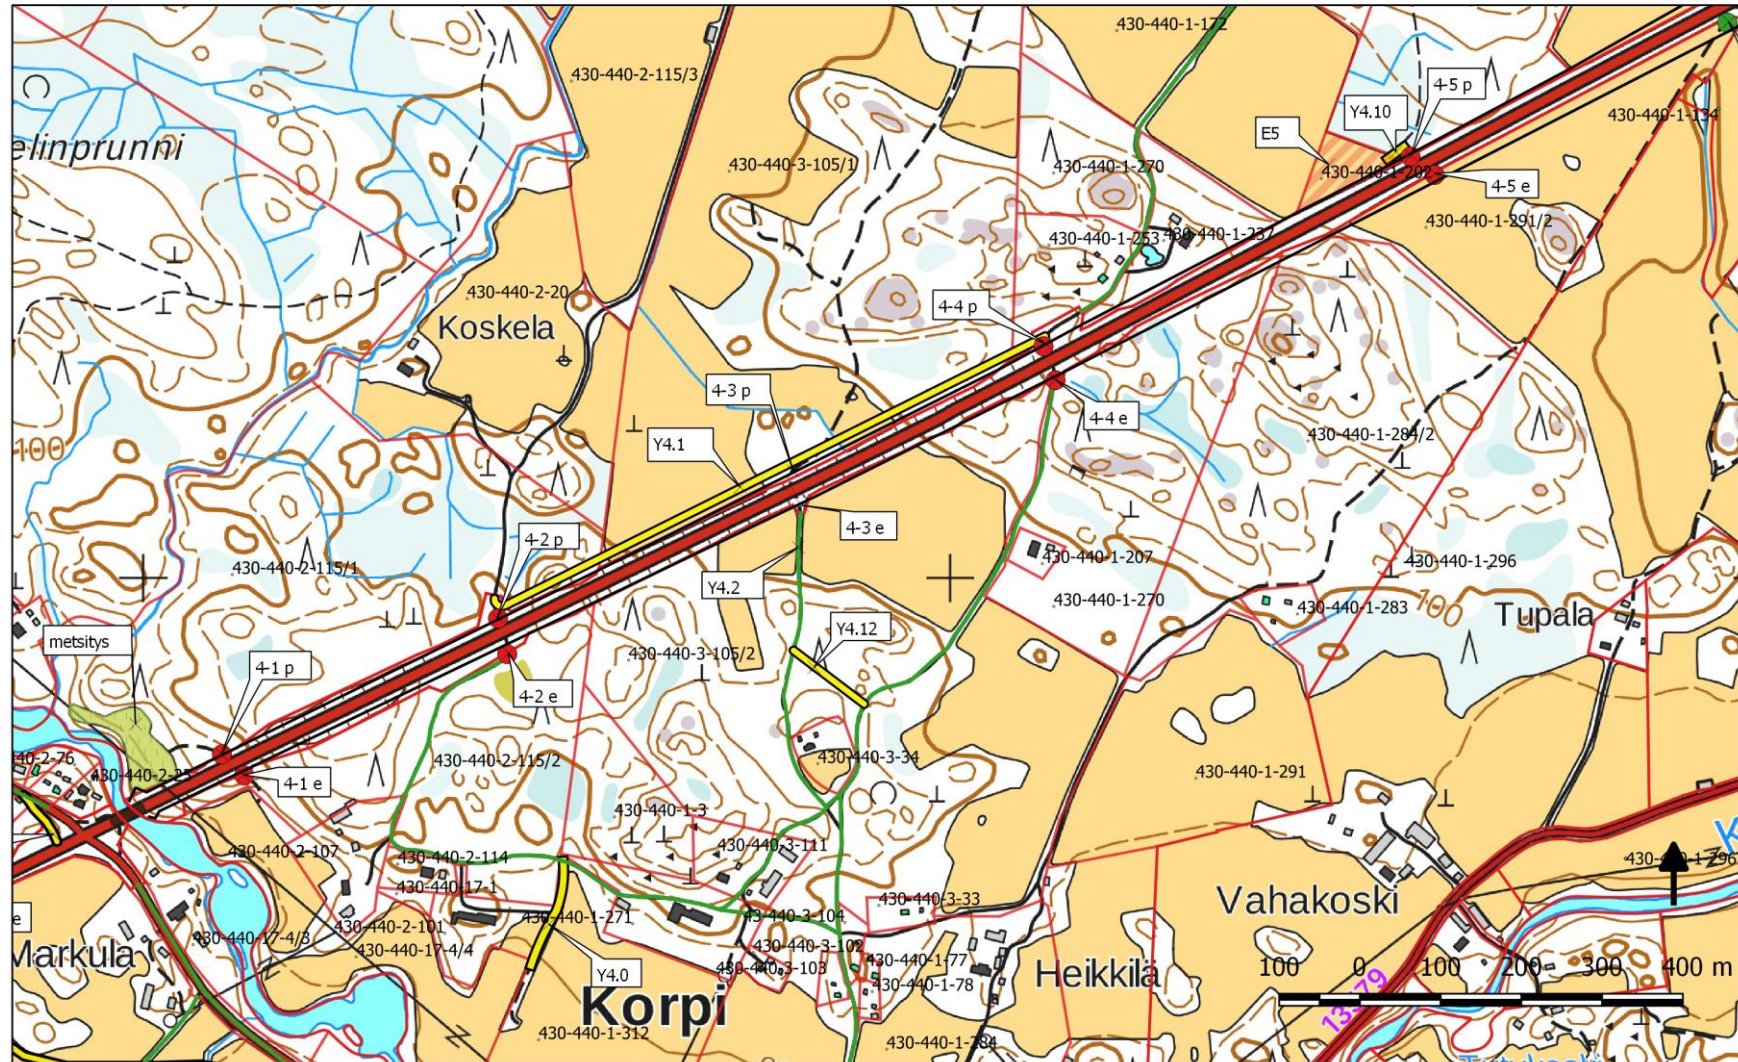 430-440-1-172
430-440-2-115/3
4-5 p
Y4.10
430-440-1-134
E5
elinprunni
430-440-3-105/1
430-440-1-270
430-440-1-202
4-5 e
430-440-1-291/2
430-440-1-253
430-440-1-237
430-440-2-20
4-4 p
Koskela
4-3 p
4-4 e
100
Y4.1
430-440-1-284/2
4-3 e
4-2 p
430-440-1-207
430-440-1-296
430-440-2-115/1
Y4.2
430-440-1-270
430-440-1-283
100
Tupala
Y4.12
metsitys
430-440-3-105/2
4-1 p
4-2 e
430-440-2-115/2
430-440-3-34
40-2-76
430-440-2-25
4-1 e
430-440-1-291
430-440-1-3
430-440-3-111
430-440-2-107
430-440-2-114
430-440-17-1
430-440-3-33
Vahakoski
430-440-1-271
43-440-3-104
430-440-2-101
430-440-17-4/3
430-440-17-4/4
430-440-3-102
430-440-1-77
Markula
430-440-3-103
Heikkilä
Y4.0
430-440-1-78
Korpi
100 0 100 200 300 400 m
13579
430-440-1-312
430-440-1-284